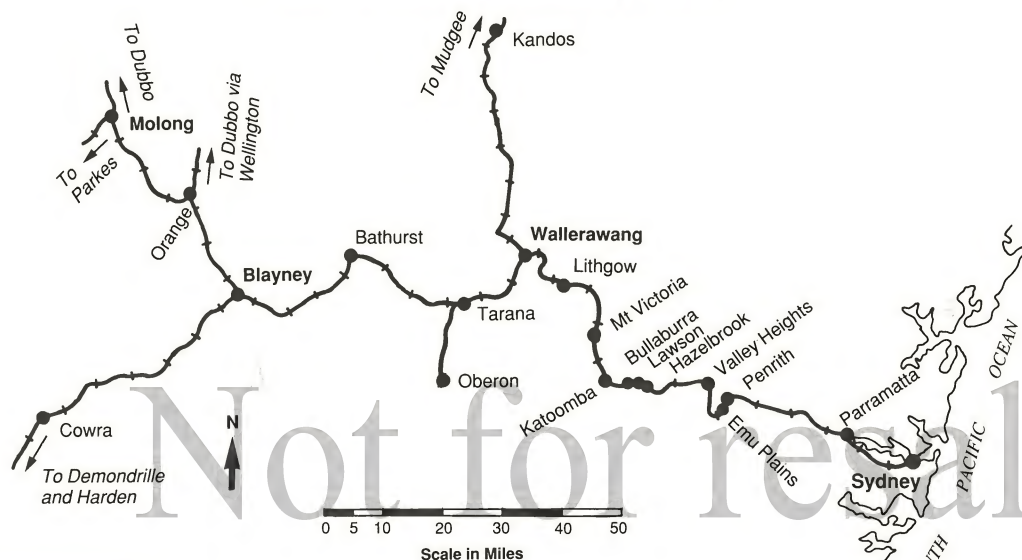 To Dubbo
Molong
To
Parkes
To Dubbo via
Wellington
Orange
To Mudgee
Kandos
Bathurst
Blayney
Wallerawang
Lithgow
Tarana
Mt Victoria
Bullaburra
Lawson
Hazelbrook
Valley Heights
Penrith
Katoomba
Emu Plains
Parramatta
Sydney
OCEAN
PACIFIC
Oberon
Cowra
N
To Demondrille
and Harden
0 5 10 20 30 40 50
Scale in Miles
Not for resal